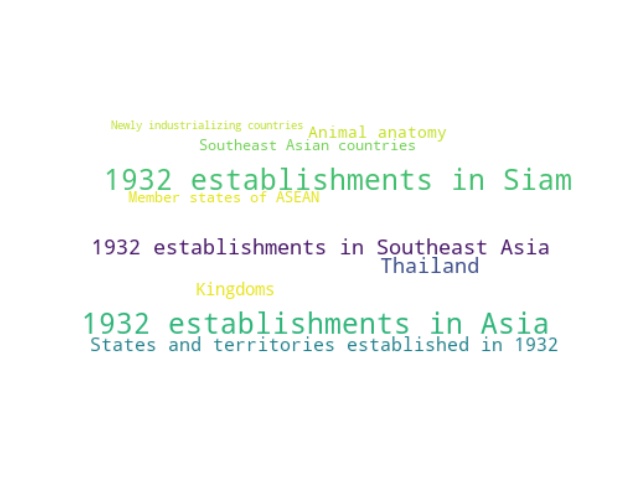 Newly industrializing countries
Animal anatomy
Southeast Asian countries
1932 establishments in Siam
Member states of ASEAN
1932 establishments in Southeast Asia
Thailand
Kingdoms
1932 establishments in Asia
States and territories established in 1932